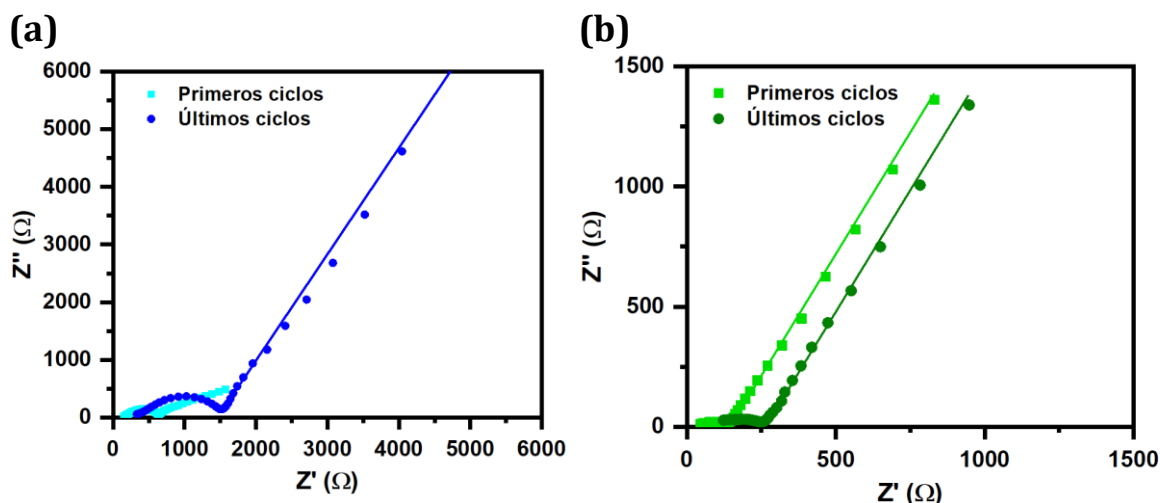 (a)
6000
5000
4000
3000
2000
1000
0
Z" (Ω)
Primeros ciclos
Últimos ciclos
0 1000 2000 3000 4000 5000 6000
Z' (Ω)
(b)
1500
1000
500
0
Z" (Ω)
Primeros ciclos
Últimos ciclos
0 500 1000 1500
Z' (Ω)